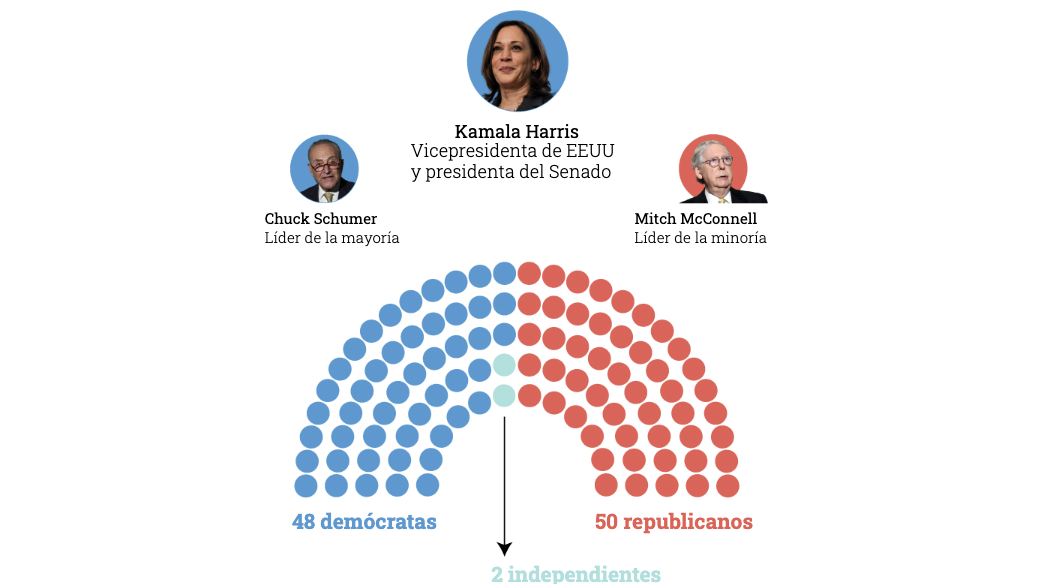 Kamala Harris
Vicepresidenta de EEUU
y presidenta del Senado
Chuck Schumer
Líder de la mayoría
Mitch McConnell
Líder de la minoría
48 demócratas
50 republicanos
2 independientes